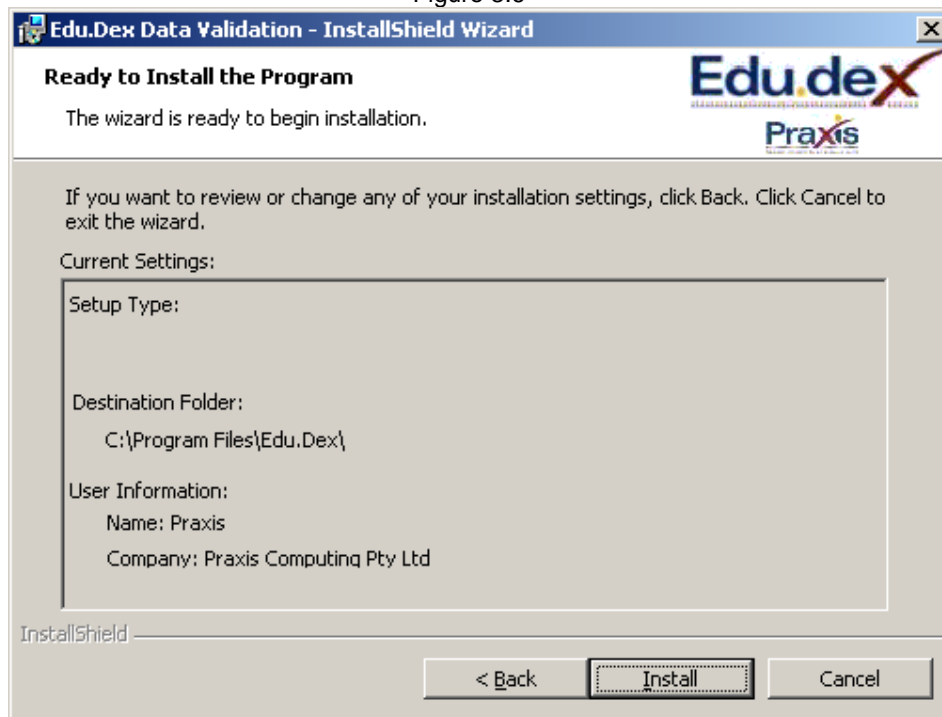 Edu.Dex Data Validation - InstallShield Wizard
Ready to Install the Program
The wizard is ready to begin installation.
Edu.dex
Praxis
If you want to review or change any of your installation settings, click Back. Click Cancel to
exit the wizard.
Current Settings:
Setup Type:
Destination Folder:
C:\Program Files\Edu.Dex\
User Information:
Name: Praxis
Company: Praxis Computing Pty Ltd
InstallShield
< Back
Install
Cancel